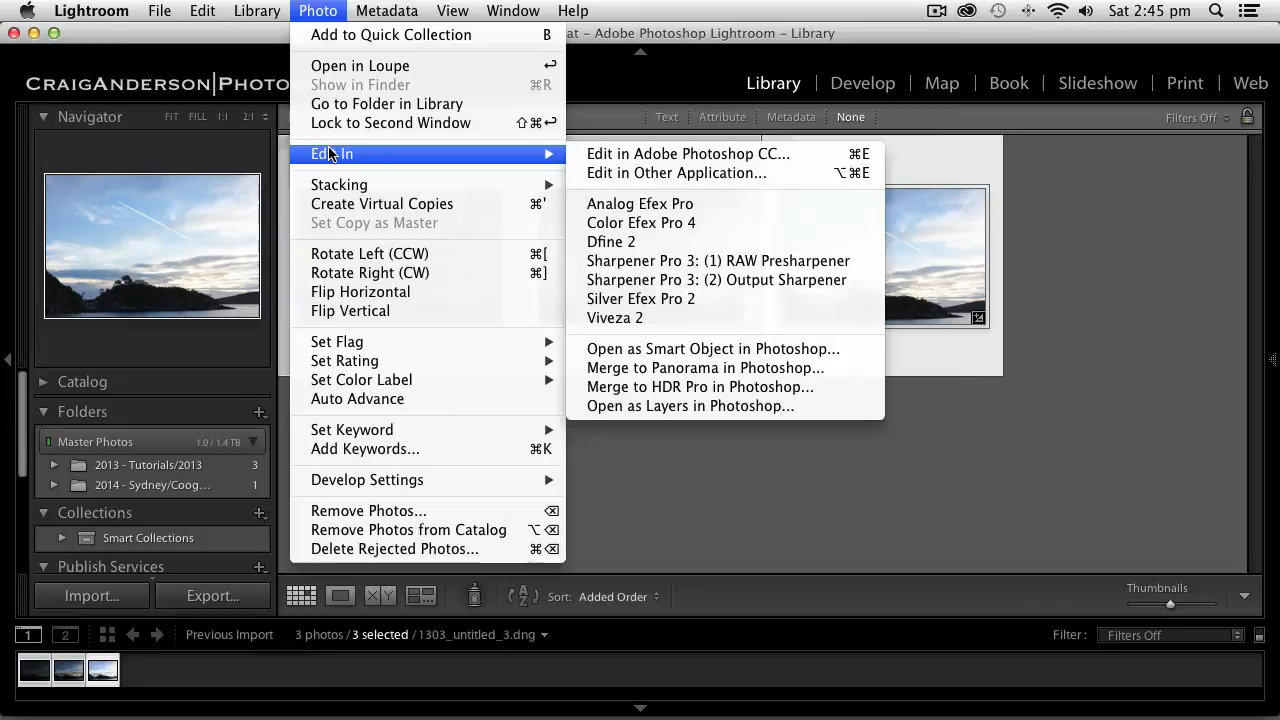 Lightroom File Edit Library Photo Metadata View Window Help Sat 2:45 pm
at - Adobe Photoshop Lightroom - Library
CRAIGANDERSON|PHOTO
Library | Develop | Map | Book | Slideshow | Print | Web
Navigator FIT FILL 1:1 2:1
Text Attribute Metadata None Filters Off
Add to Quick Collection B
Open in Loupe ↩
Show in Finder ⌘R
Go to Folder in Library
Lock to Second Window ⇧⌘↩
Edit In
Stacking
Create Virtual Copies ⌘'
Set Copy as Master
Rotate Left (CCW) ⌘[
Rotate Right (CW) ⌘]
Flip Horizontal
Flip Vertical
Set Flag
Set Rating
Set Color Label
Auto Advance
Set Keyword
Add Keywords... ⌘K
Develop Settings
Remove Photos... ⌫
Remove Photos from Catalog ⌥⌫
Delete Rejected Photos... ⌘⌫
Edit in Adobe Photoshop CC... ⌘E
Edit in Other Application... ⌥⌘E
Analog Efex Pro
Color Efex Pro 4
Dfine 2
Sharpener Pro 3: (1) RAW Presharpener
Sharpener Pro 3: (2) Output Sharpener
Silver Efex Pro 2
Viveza 2
Open as Smart Object in Photoshop...
Merge to Panorama in Photoshop...
Merge to HDR Pro in Photoshop...
Open as Layers in Photoshop...
Catalog
Folders
Master Photos 1.0 / 1.4 TB
2013 - Tutorials/2013 3
2014 - Sydney/Coog... 1
Collections
Smart Collections
Publish Services
Import... Export...
XY
Sort: Added Order
Thumbnails
1 2 Previous Import 3 photos / 3 selected / 1303_untitled_3.dng Filter : Filters Off